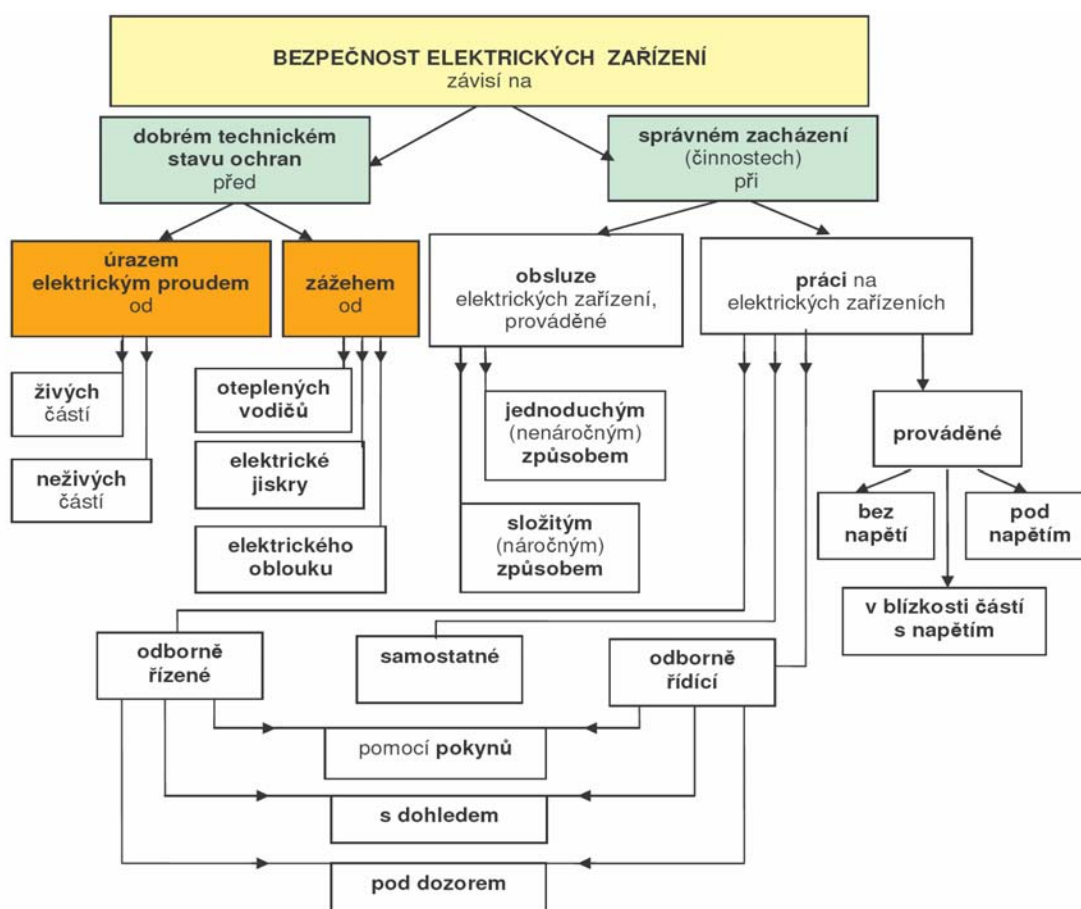 BEZPEČNOST ELEKTRICKÝCH ZAŘÍZENÍ
závisí na
dobrém technickém
stavu ochran
před
správném zacházení
(činnostech)
při
úrazem
elektrickým proudem
od
zážehem
od
obsluze
elektrických zařízení,
prováděné
práci na
elektrických zařízeních
živých
částí
neživých
částí
oteplených
vodičů
elektrické
jiskry
elektrického
oblouku
jednoduchým
(nenáročným)
způsobem
složitým
(náročným)
způsobem
prováděné
bez
napětí
pod
napětím
v blízkosti částí
s napětím
odborně
řízené
samostatné
odborně
řídící
pomocí pokynů
s dohledem
pod dozorem